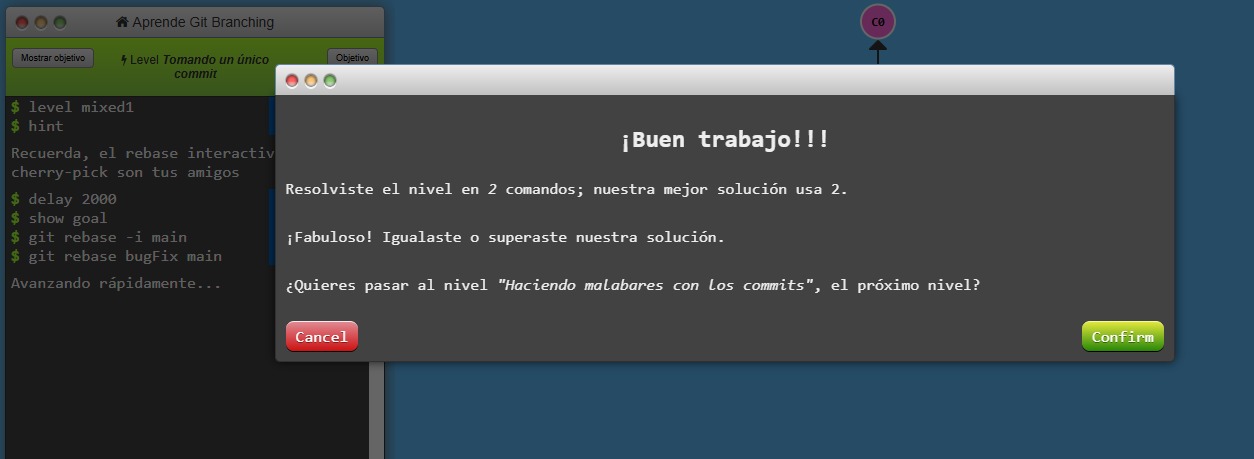 Aprende Git Branching
C0
Mostrar objetivo
Level Tomando un único
commit
Objetivo
$ level mixed1
$ hint
Recuerda, el rebase
cherry-pick son tus amigos
$ delay 2000
$ show goal
$ git rebase -i main
$ git rebase bugFix main
Avanzando rápidamente...
¡Buen trabajo!!!
Resolviste el nivel en 2 comandos; nuestra mejor solución usa 2.
¡Fabuloso! Igualaste o superaste nuestra solución.
¿Quieres pasar al nivel "Haciendo malabares con los commits", el próximo nivel?
Cancel
Confirm